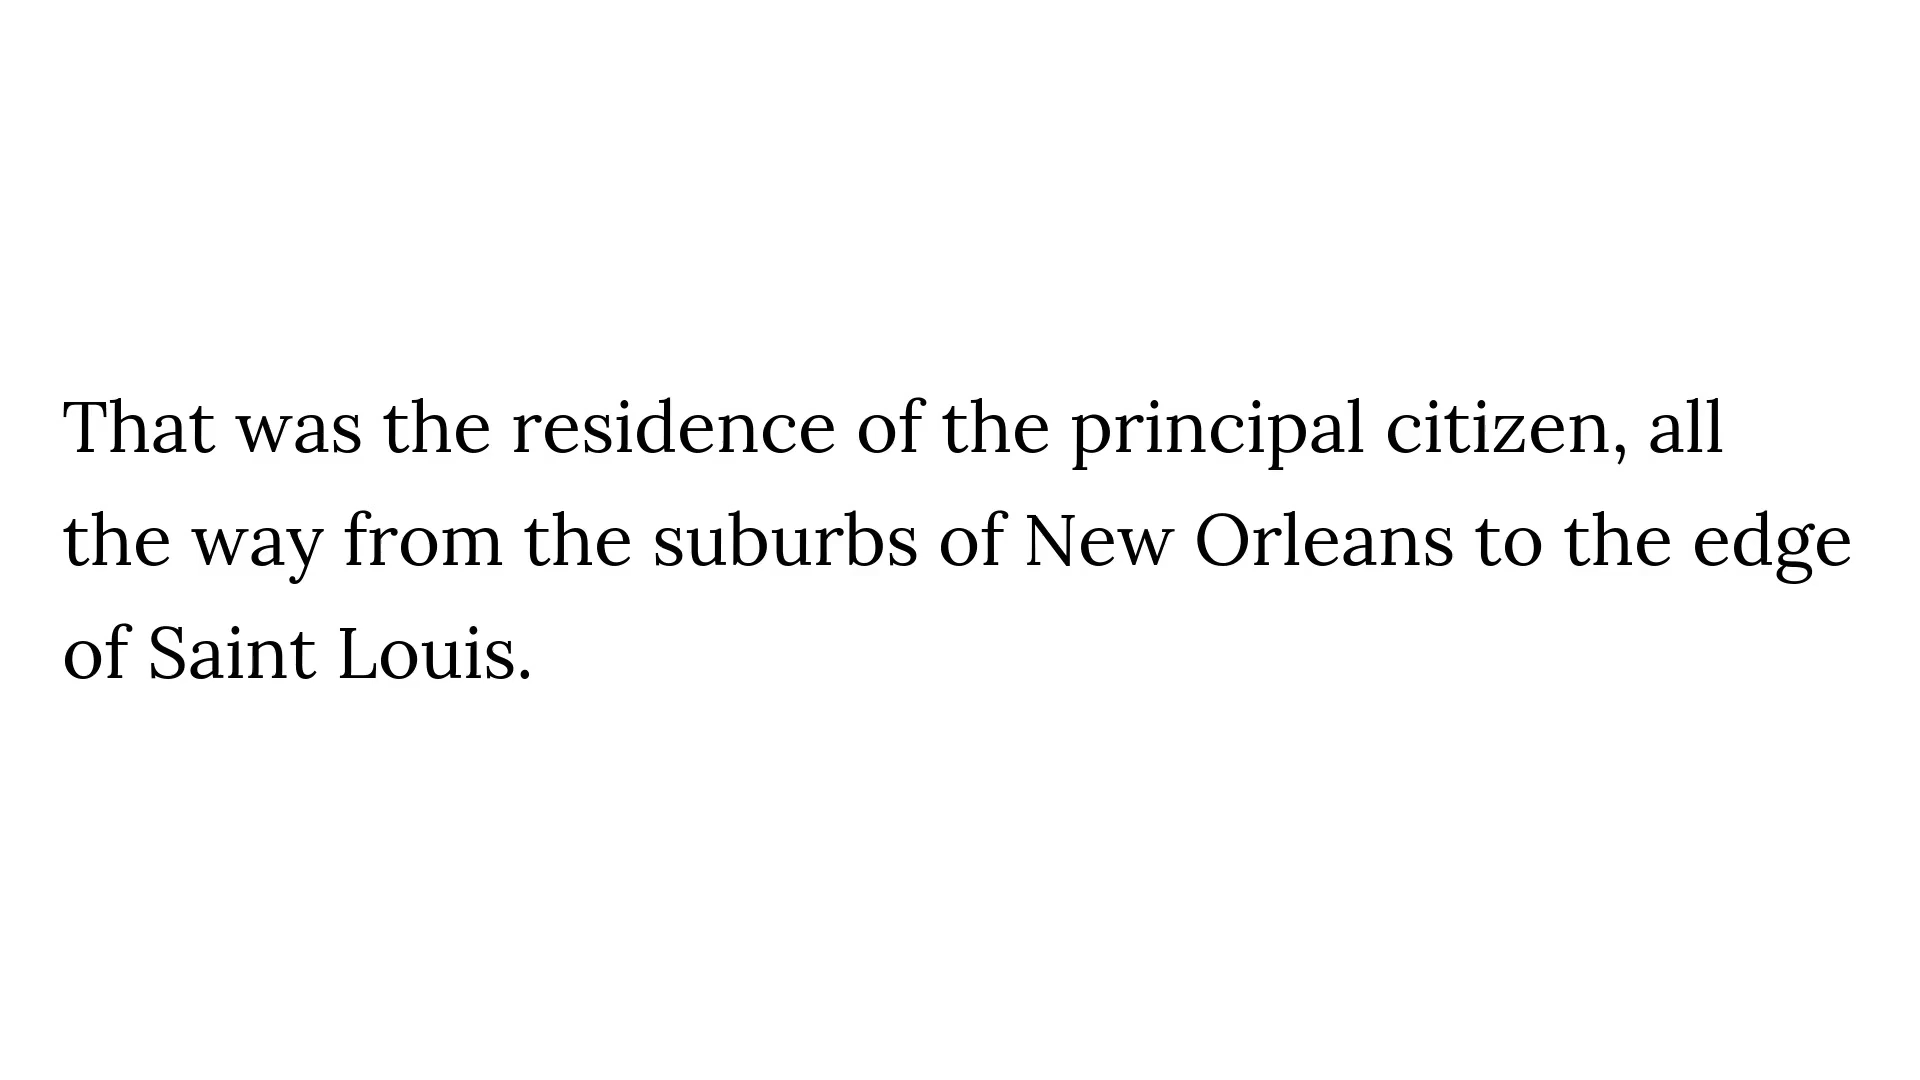 That was the residence of the principal citizen, all
the way from the suburbs of New Orleans to the edge
of Saint Louis.